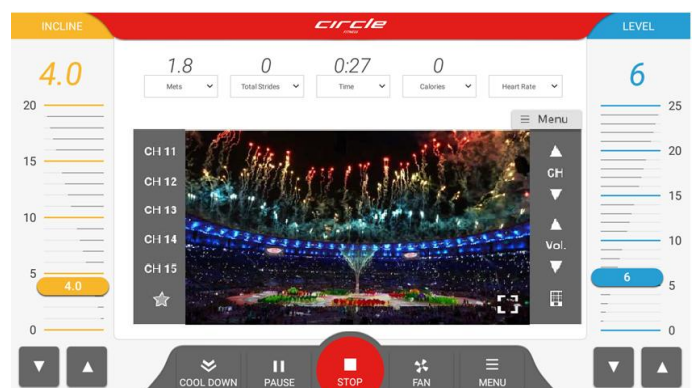 INCLINE
circle
FITNESS
LEVEL
4.0
1.8
0
0:27
0
6
Mets
Total Strides
Time
Calories
Heart Rate
Menu
20
15
10
5
0
4.0
CH 11
CH 12
CH 13
CH 14
CH 15
CH
Vol.
25
20
15
10
5
0
6
COOL DOWN
PAUSE
STOP
FAN
MENU